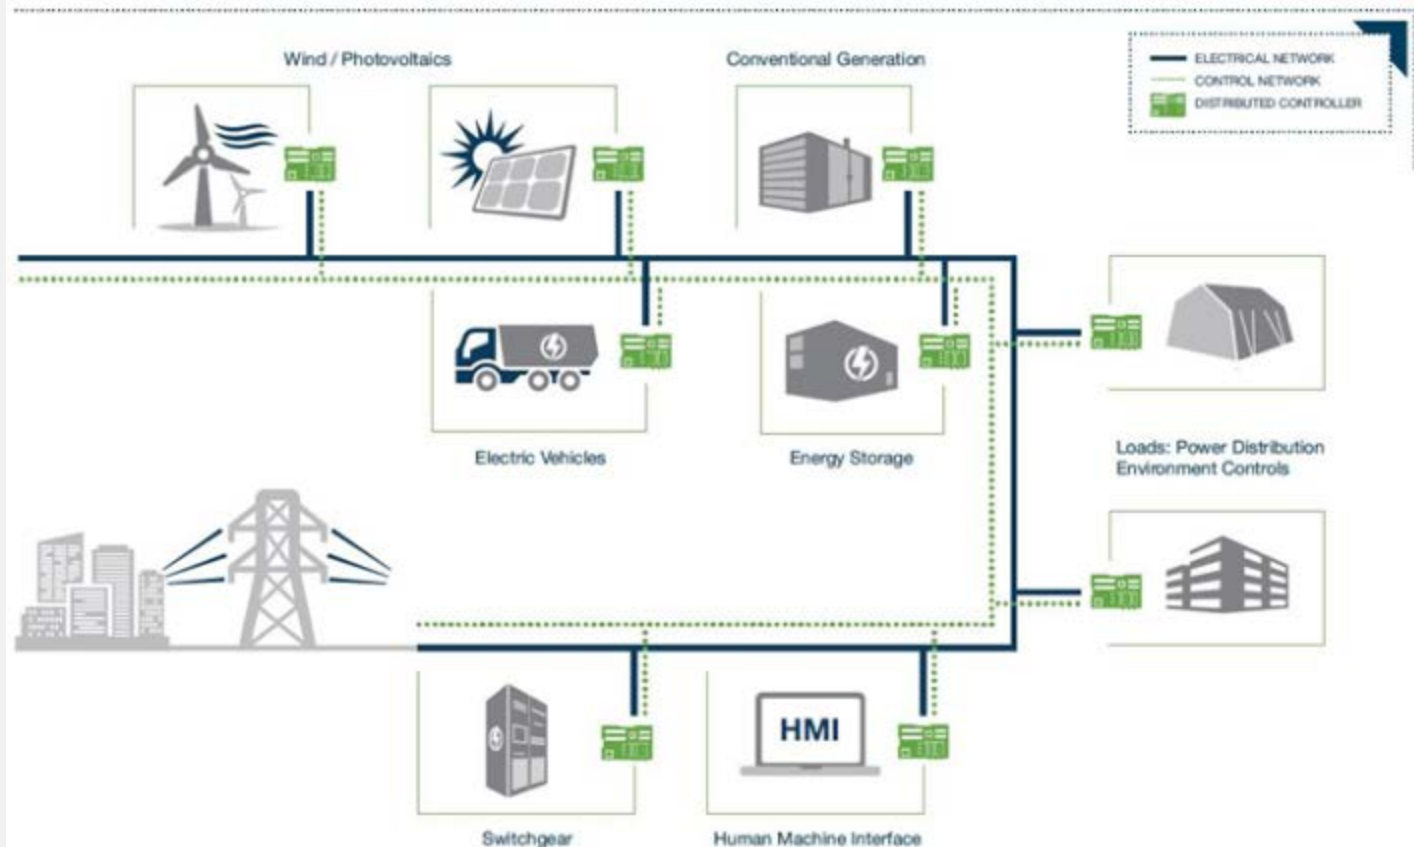 Wind / Photovoltaics
Conventional Generation
ELECTRICAL NETWORK
CONTROL NETWORK
DISTRIBUTED CONTROLLER
Electric Vehicles
Energy Storage
Loads: Power Distribution
Environment Controls
HMI
Switchgear
Human Machine Interface